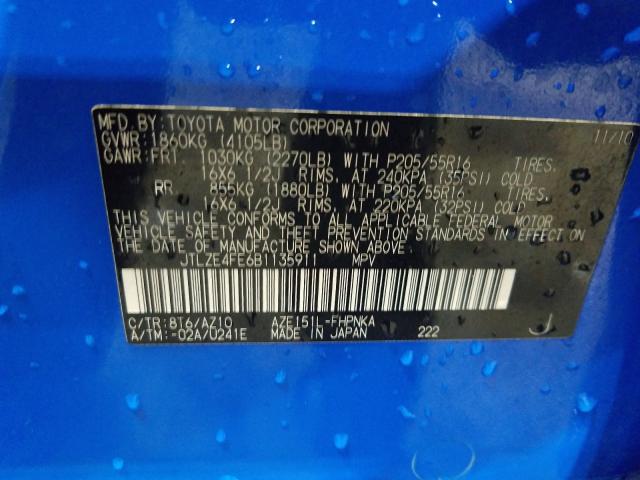 MFD.BY:TOYOTA MOTOR CORPORATION 11/10
GVWR:1860KG (4105LB)
GAWR:FRT 1030KG (2270LB) WITH P205/55R16 TIRES.
16X6 1/2J RIMS. AT 240KPA (35PSI) COLD
RR 855KG (1880LB) WITH P205/55R16 TIRES.
16X6 1/2J RIMS. AT 220KPA (32PSI) COLD
THIS VEHICLE CONFORMS TO ALL APPLICABLE FEDERAL MOTOR
VEHICLE SAFETY AND THEFT PREVENTION STANDARDS IN EFFECT ON
THE DATE OF MANUFACTURE SHOWN ABOVE.
JTLZE4FE6B1135911 MPV
C/TR:8T6/AZ10 AZE151L-FHPNKA
A/TM:-02A/U241E MADE IN JAPAN 222 J